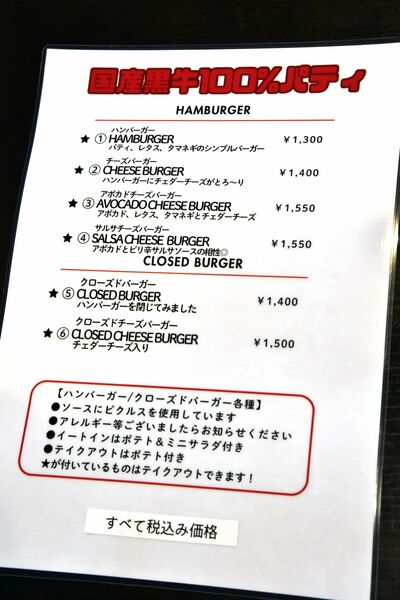 国産黒牛100%パティ
HAMBURGER
ハンバーガー
★ ① HAMBURGER ¥1,300
パティ、レタス、タマネギのシンプルバーガー
チーズバーガー
★ ② CHEESE BURGER ¥1,400
ハンバーガーにチェダーチーズがとろ〜り
アボカドチーズバーガー
★ ③ AVOCADO CHEESE BURGER ¥1,550
アボカド、レタス、タマネギとチェダーチーズ
サルサチーズバーガー
★ ④ SALSA CHEESE BURGER ¥1,550
アボカドとピリ辛サルサソースの相性◎
CLOSED BURGER
クローズドバーガー
★ ⑤ CLOSED BURGER ¥1,400
ハンバーガーを閉じてみました
クローズドチーズバーガー
★ ⑥ CLOSED CHEESE BURGER ¥1,500
チェダーチーズ入り
【ハンバーガー/クローズドバーガー各種】
●ソースにピクルスを使用しています
●アレルギー等ございましたらお知らせください
●イートインはポテト＆ミニサラダ付き
●テイクアウトはポテト付き
★が付いているものはテイクアウトできます！
すべて税込み価格